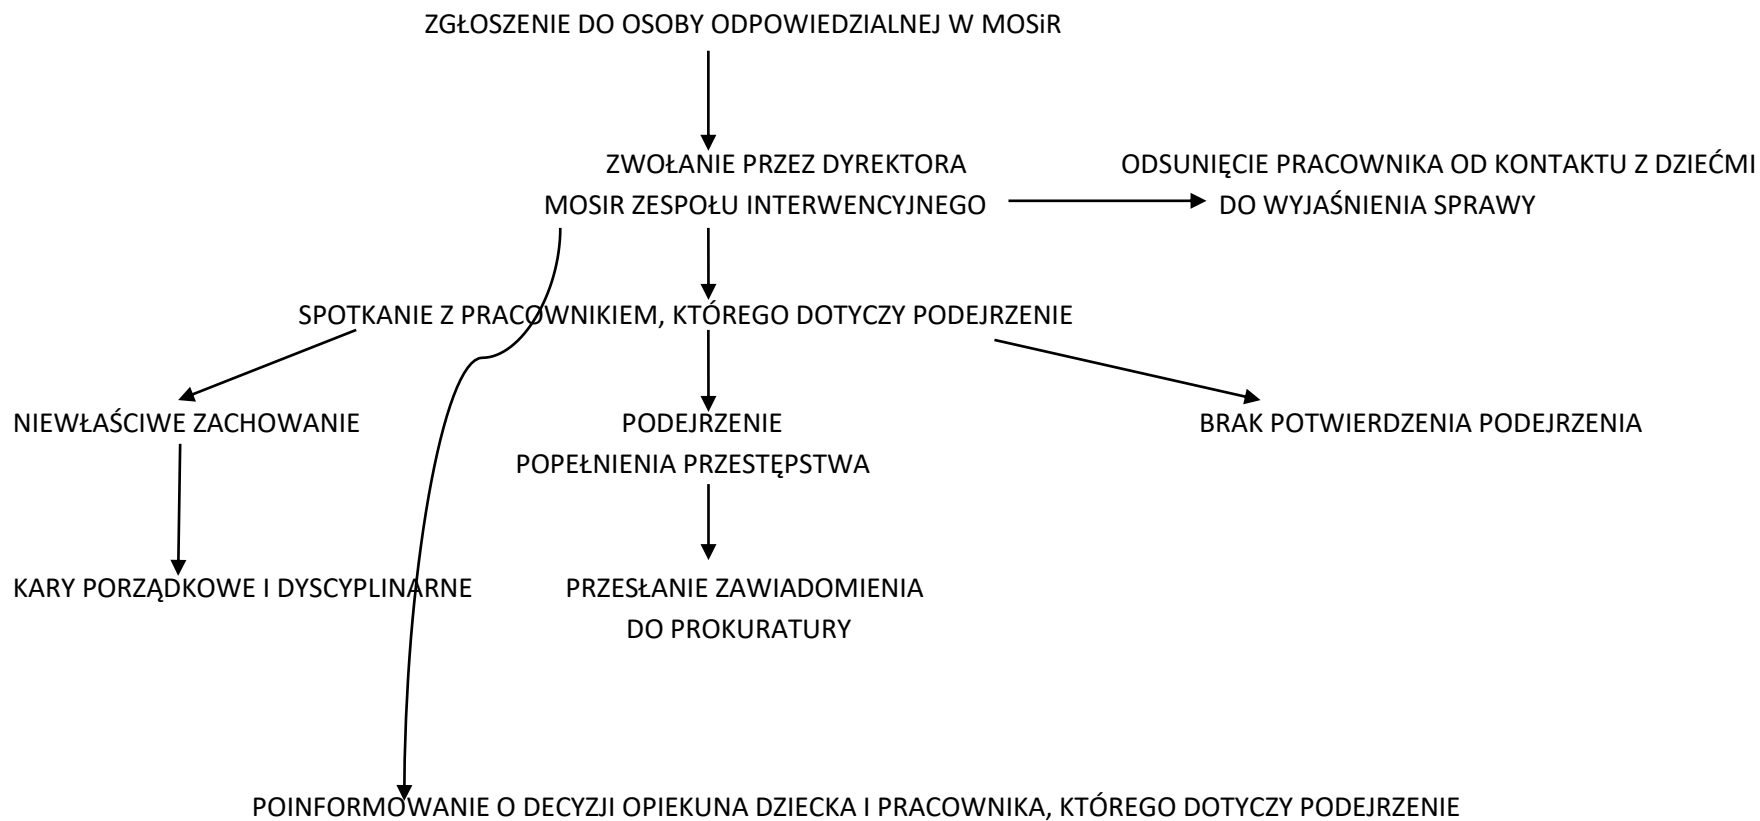 ZGŁOSZENIE DO OSOBY ODPOWIEDZIALNEJ W MOSiR
ZWOŁANIE PRZEZ DYREKTORA
MOSIR ZESPOŁU INTERWENCYJNEGO
ODSUNIĘCIE PRACOWNIKA OD KONTAKTU Z DZIEĆMI
DO WYJAŚNIENIA SPRAWY
SPOTKANIE Z PRACOWNIKIEM, KTÓREGO DOTYCZY PODEJRZENIE
NIEWŁAŚCIWE ZACHOWANIE
PODEJRZENIE
POPEŁNIENIA PRZESTĘPSTWA
BRAK POTWIERDZENIA PODEJRZENIA
KARY PORZĄDKOWE I DYSCYPLINARNE
PRZESŁANIE ZAWIADOMIENIA
DO PROKURATURY
POINFORMOWANIE O DECYZJI OPIEKUNA DZIECKA I PRACOWNIKA, KTÓREGO DOTYCZY PODEJRZENIE